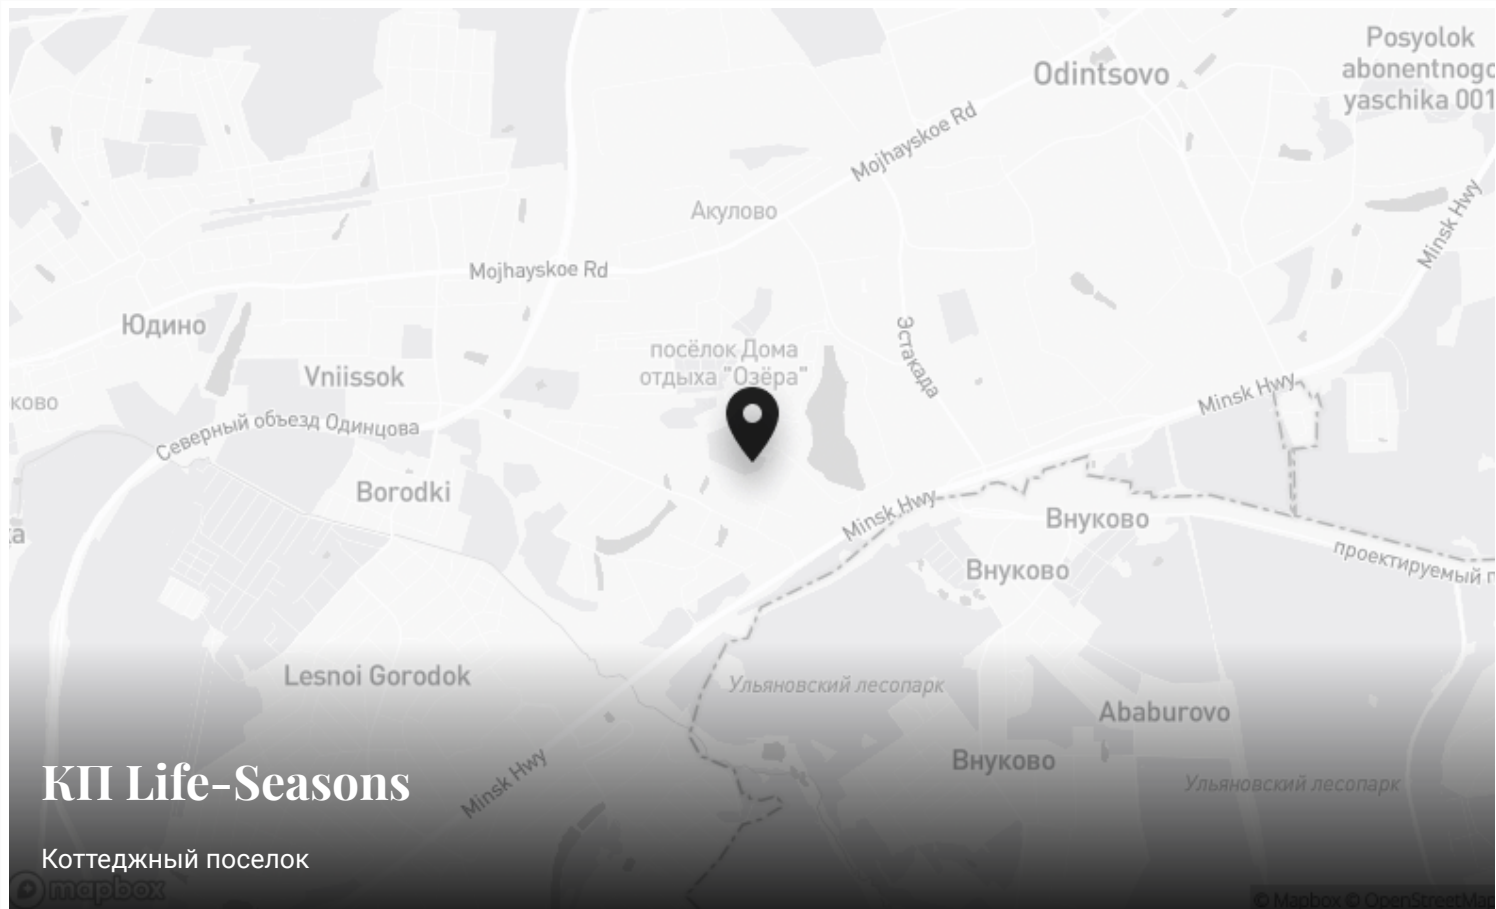 Posyolok
abonentnogo
yaschika 001
Odintsovo
Mojhayskoe Rd
Minsk Hwy
Акулово
Mojhayskoe Rd
Юдино
Эстакада
посёлок Дома
отдыха "Озёра"
Vniissok
Minsk Hwy
ково
Северный объезд Одинцова
Borodki
Minsk Hwy
Внуково
ка
проектируемый п
Внуково
Lesnoi Gorodok
Ульяновский лесопарк
Ababurovo
Внуково
Minsk Hwy
Ульяновский лесопарк
КП Life-Seasons
Коттеджный поселок
mapbox
© Mapbox © OpenStreetMap